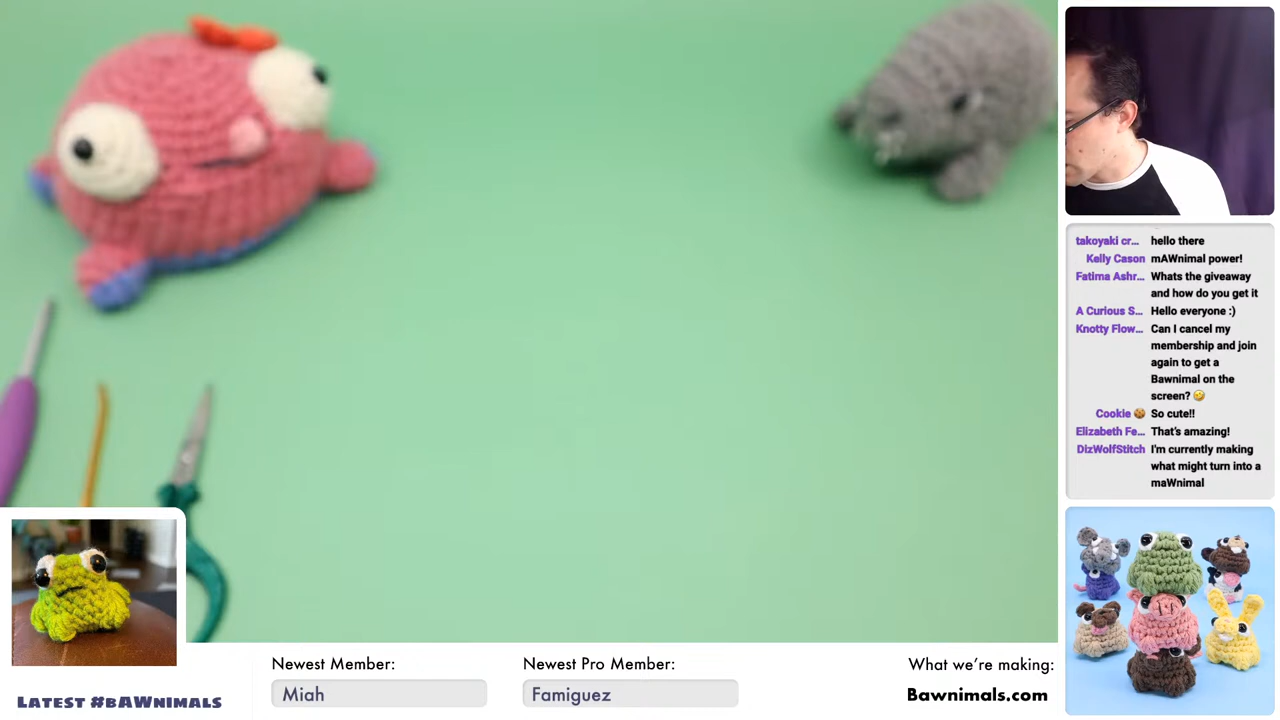 takoyaki cr... hello there
Kelly Cason mAWnimal power!
Fatima Ashr... Whats the giveaway
and how do you get it
A Curious S... Hello everyone :)
Knotty Flow... Can I cancel my
membership and join
again to get a
Bawnimal on the
screen? 🤣
Cookie 🍪 So cute!!
Elizabeth Fe... That's amazing!
DizWolfStitch I'm currently making
what might turn into a
maWnimal
Newest Member:
Miah
Newest Pro Member:
Famiguez
What we're making:
Bawnimals.com
Latest #bAWnimals